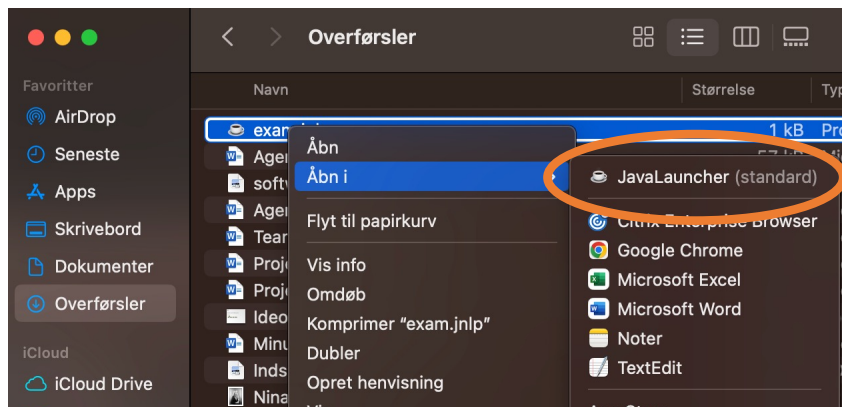 Overførsler
Favoritter
AirDrop
Seneste
Apps
Skrivebord
Dokumenter
Overførsler
iCloud
iCloud Drive
Navn
Størrelse
1 kB
Åbn
Åbn i
Flyt til papirkurv
Vis info
Omdøb
Komprimer “exam.jnlp”
Dubler
Opret henvisning
JavaLauncher (standard)
Citrix Enterprise Browser
Google Chrome
Microsoft Excel
Microsoft Word
Noter
TextEdit